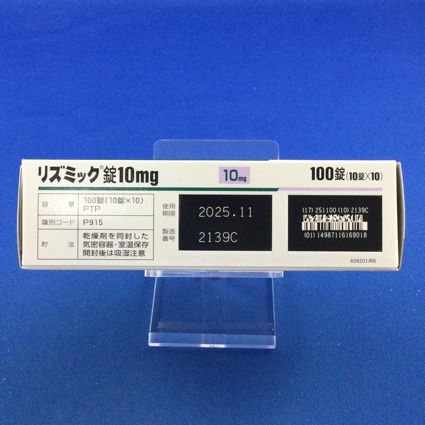 リズミック錠10mg
10mg
100錠(10錠×10)
容量
100錠(10錠×10)
PTP
識別コード
P915
貯法
乾燥剤を同封した
気密容器・室温保存
開封後は吸湿注意
使用
期限
2025.11
製造
番号
2139C
(17) 251100 (10) 2139C
(01) 14987116169018
608201/R8